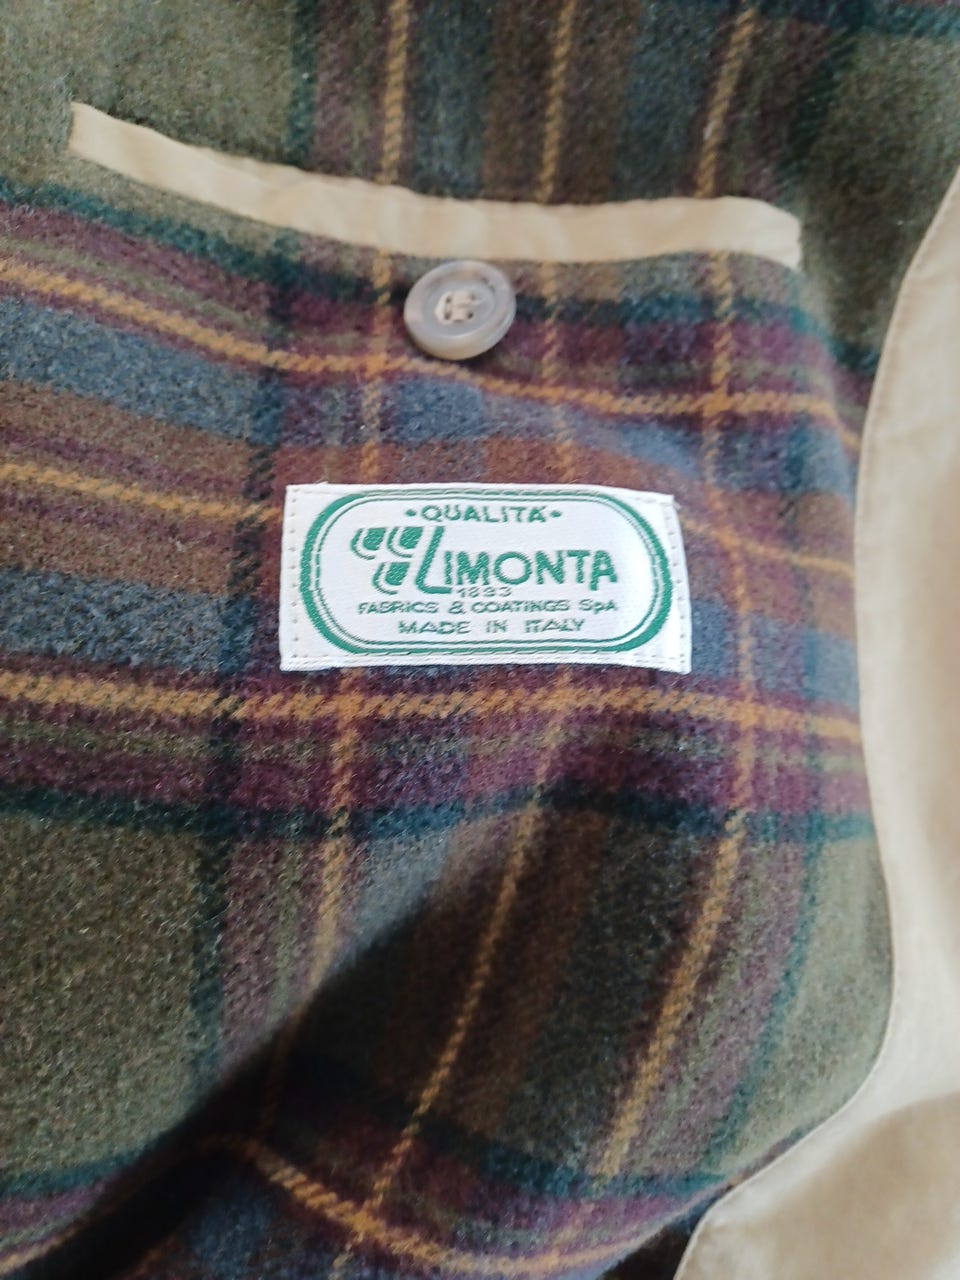 •QUALITÀ•
LIMONTA
1893
FABRICS & COATINGS SpA
MADE IN ITALY